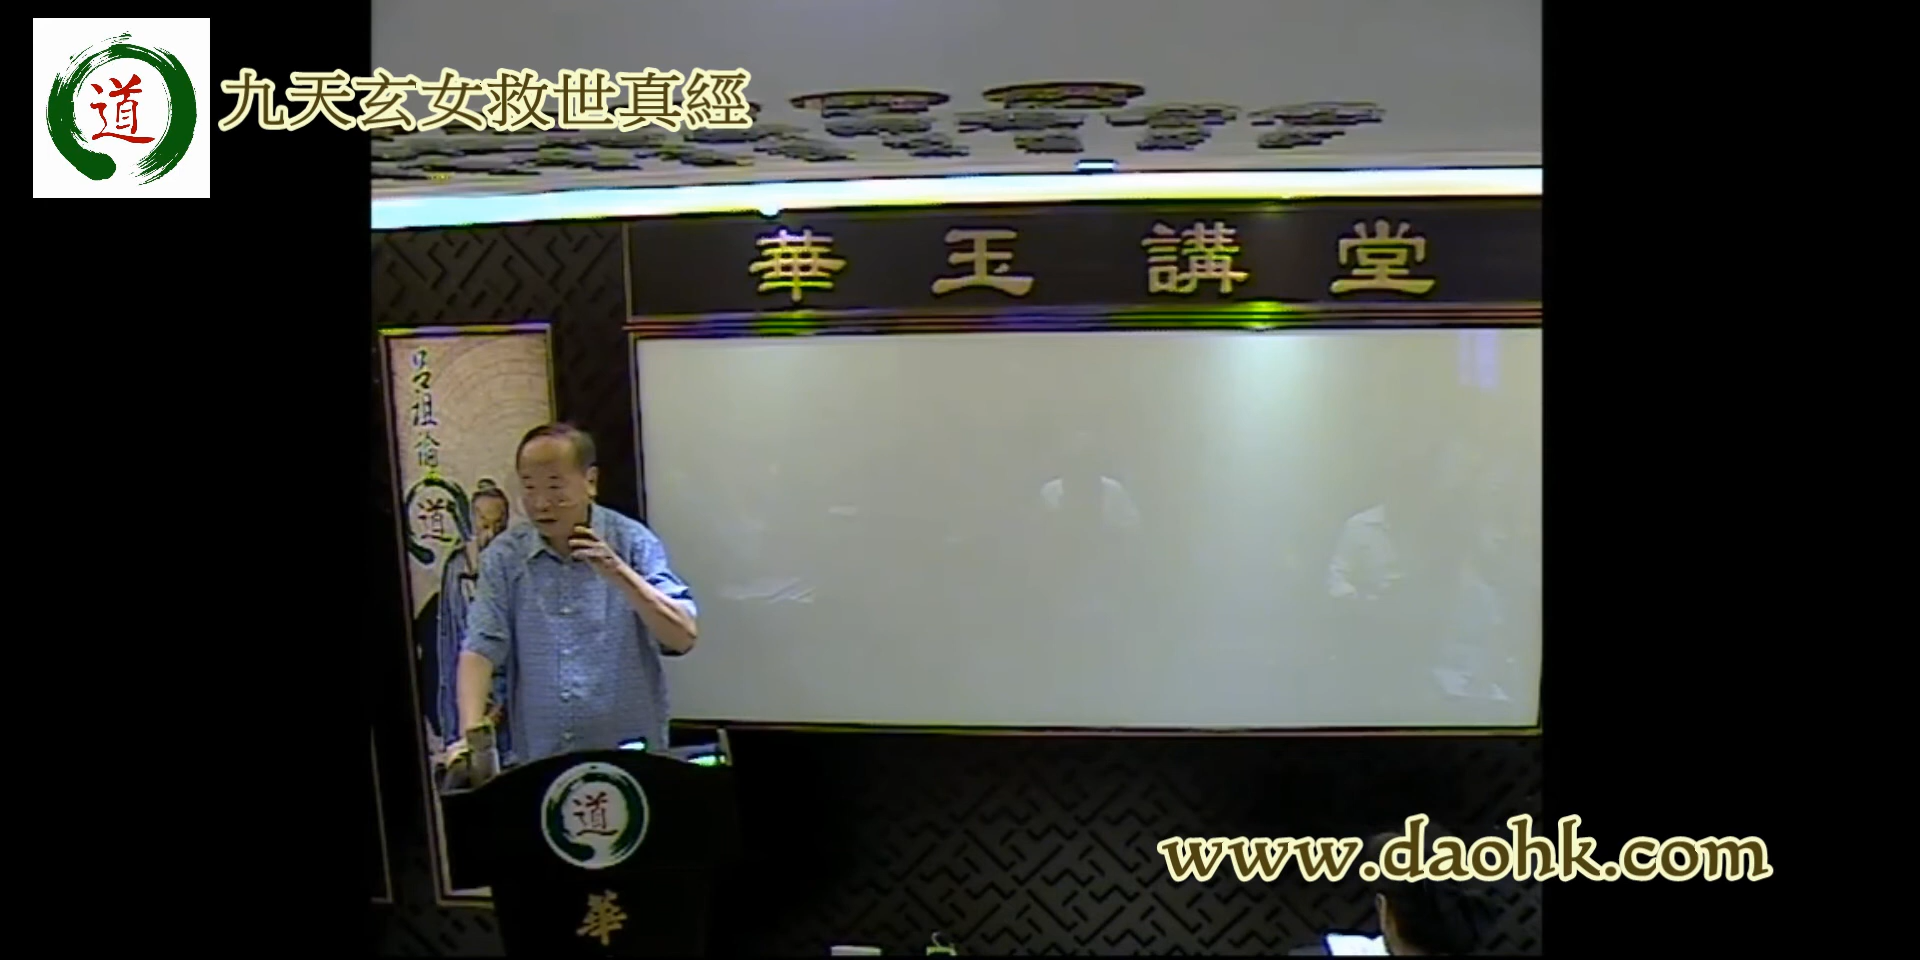 道
九天玄女救世真經
華玉講堂
呂祖論
道
道
華
www.daohk.com